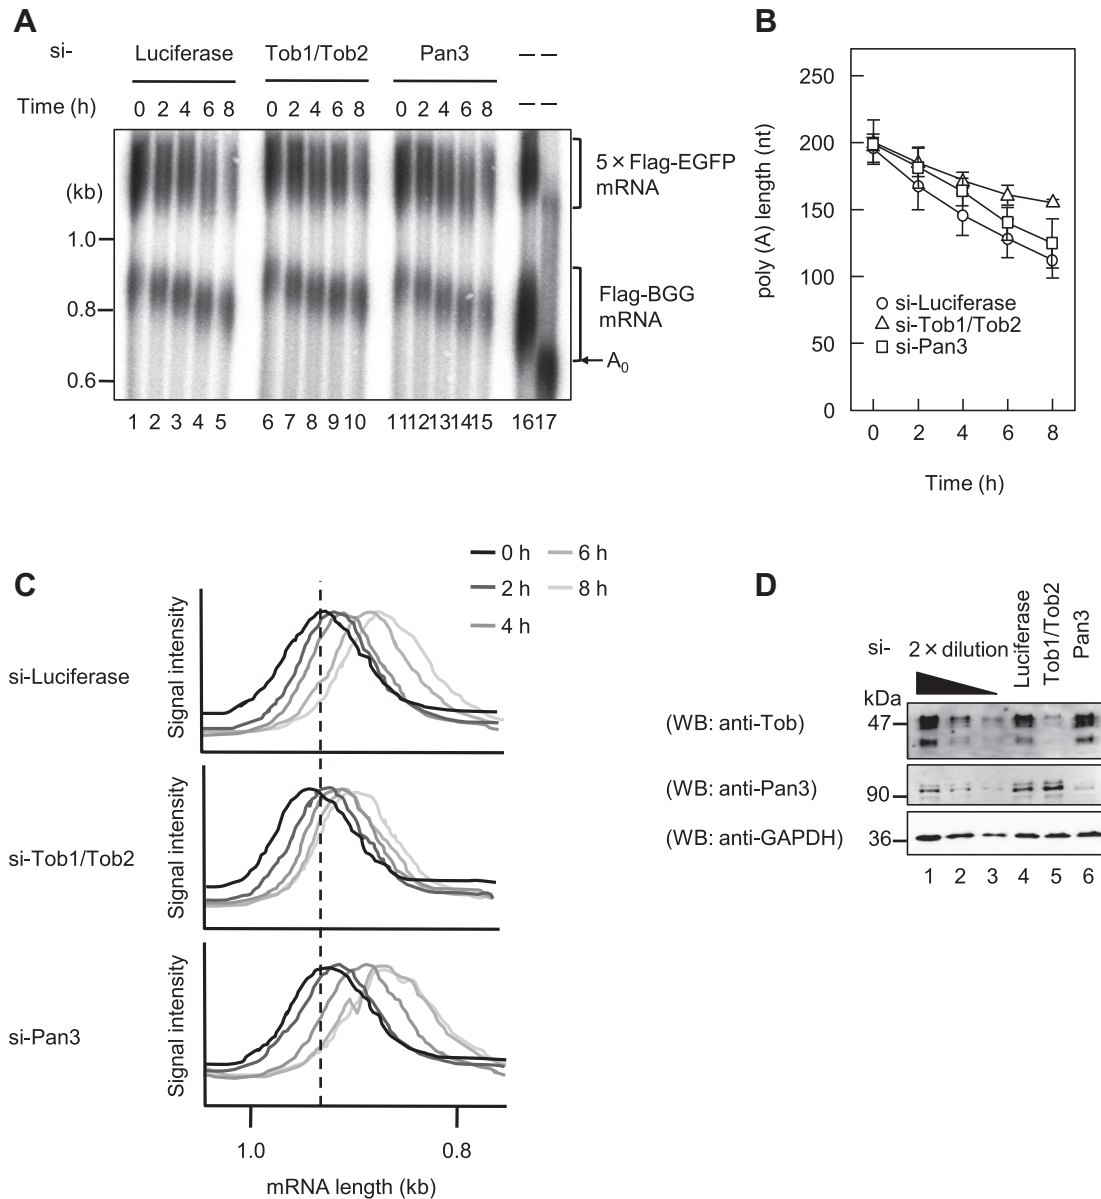 A
si-
Luciferase
Tob1/Tob2
Pan3
— —
Time (h)
0 2 4 6 8
0 2 4 6 8
0 2 4 6 8
— —
(kb)
1.0
0.8
0.6
5×Flag-EGFP
mRNA
Flag-BGG
mRNA
A0
1 2 3 4 5
6 7 8 9 10
11 12 13 14 15
16 17
B
poly (A) length (nt)
250
200
150
100
50
0
si-Luciferase
si-Tob1/Tob2
si-Pan3
0 2 4 6 8
Time (h)
C
0 h
2 h
4 h
6 h
8 h
si-Luciferase
Signal intensity
si-Tob1/Tob2
Signal intensity
si-Pan3
Signal intensity
1.0
0.8
mRNA length (kb)
D
si-
2×dilution
Luciferase
Tob1/Tob2
Pan3
kDa
(WB: anti-Tob)
47
(WB: anti-Pan3)
90
(WB: anti-GAPDH)
36
1 2 3 4 5 6